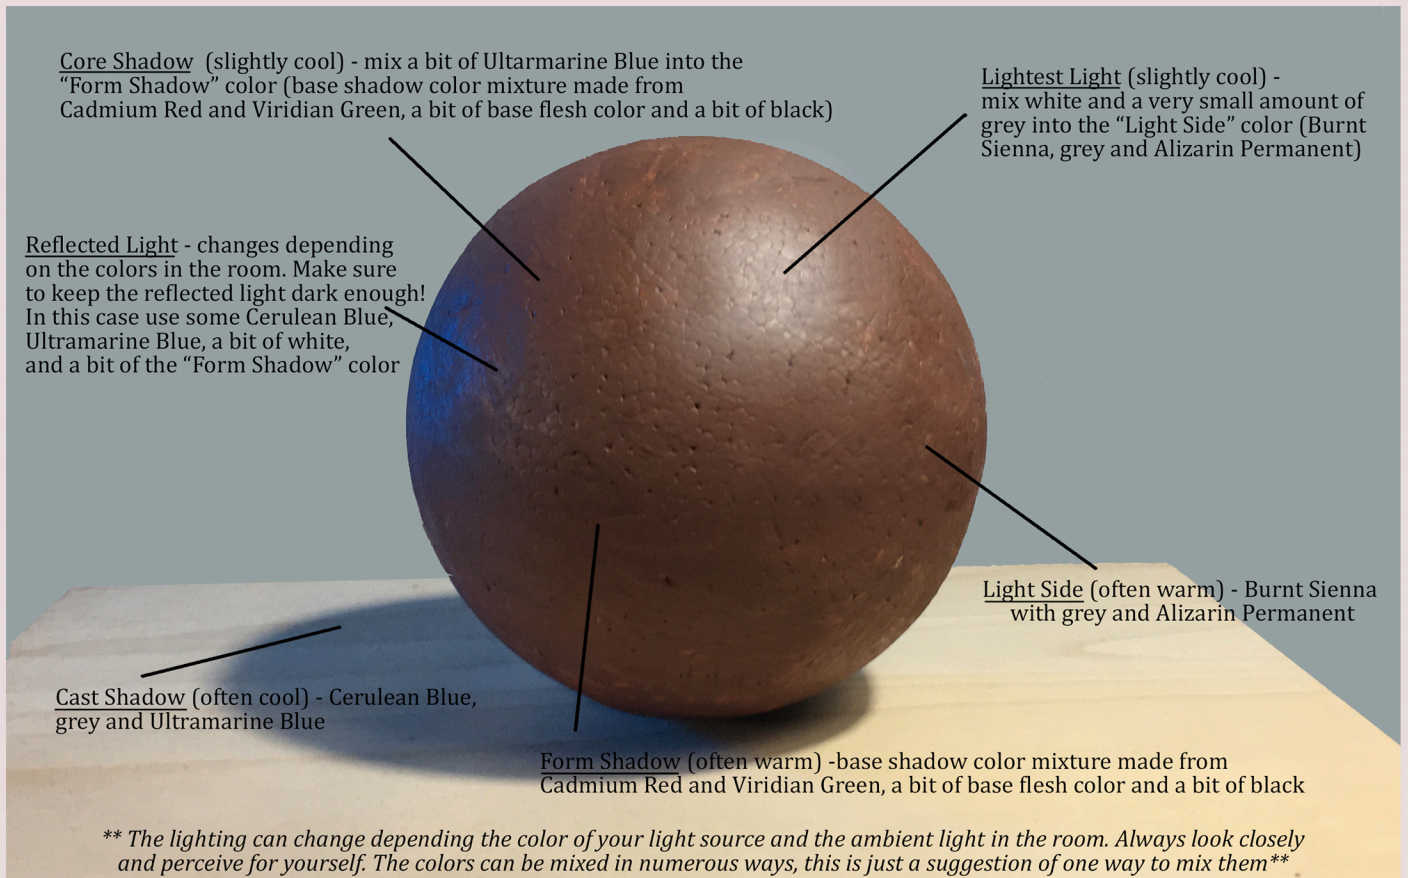 Core Shadow (slightly cool) - mix a bit of Ultarmarine Blue into the
“Form Shadow” color (base shadow color mixture made from
Cadmium Red and Viridian Green, a bit of base flesh color and a bit of black)
Lightest Light (slightly cool) -
mix white and a very small amount of
grey into the “Light Side” color (Burnt
Sienna, grey and Alizarin Permanent)
Reflected Light - changes depending
on the colors in the room. Make sure
to keep the reflected light dark enough!
In this case use some Cerulean Blue,
Ultramarine Blue, a bit of white,
and a bit of the “Form Shadow” color
Light Side (often warm) - Burnt Sienna
with grey and Alizarin Permanent
Cast Shadow (often cool) - Cerulean Blue,
grey and Ultramarine Blue
Form Shadow (often warm) -base shadow color mixture made from
Cadmium Red and Viridian Green, a bit of base flesh color and a bit of black
** The lighting can change depending the color of your light source and the ambient light in the room. Always look closely
and perceive for yourself. The colors can be mixed in numerous ways, this is just a suggestion of one way to mix them**